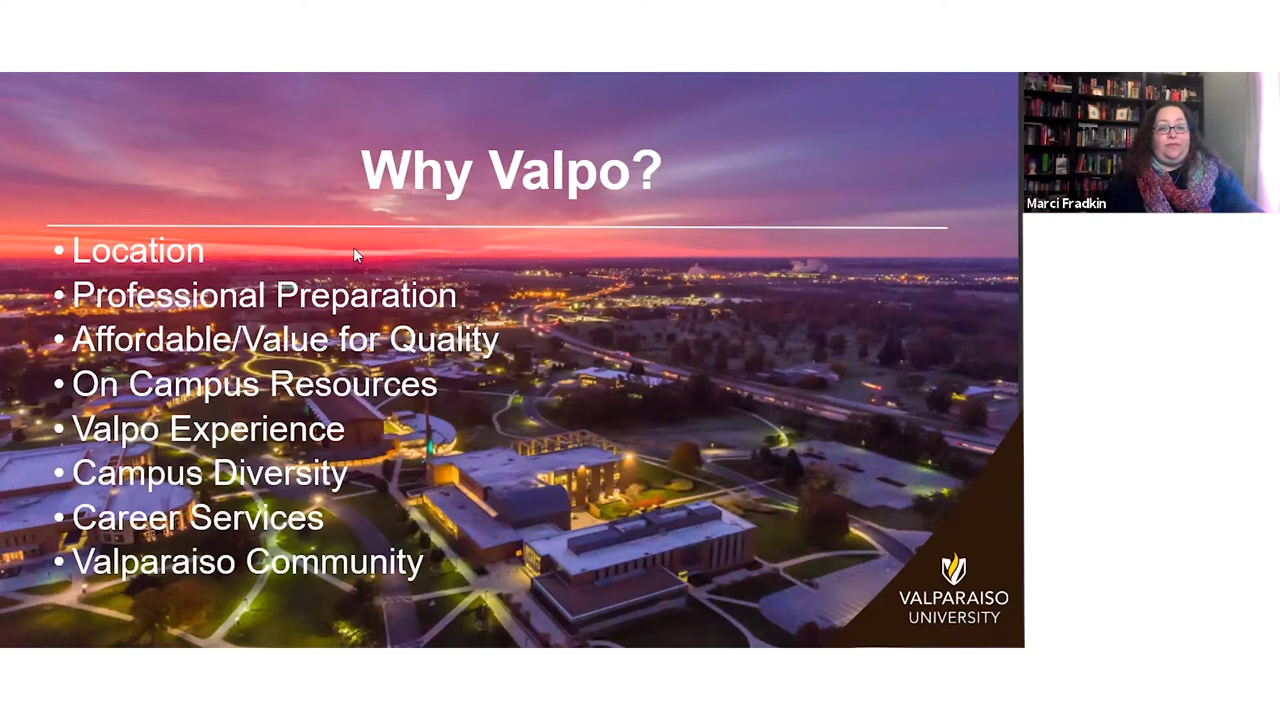 Why Valpo?
• Location
• Professional Preparation
• Affordable/Value for Quality
• On Campus Resources
• Valpo Experience
• Campus Diversity
• Career Services
• Valparaiso Community
VALPARAISO
UNIVERSITY
Marci Fradkin